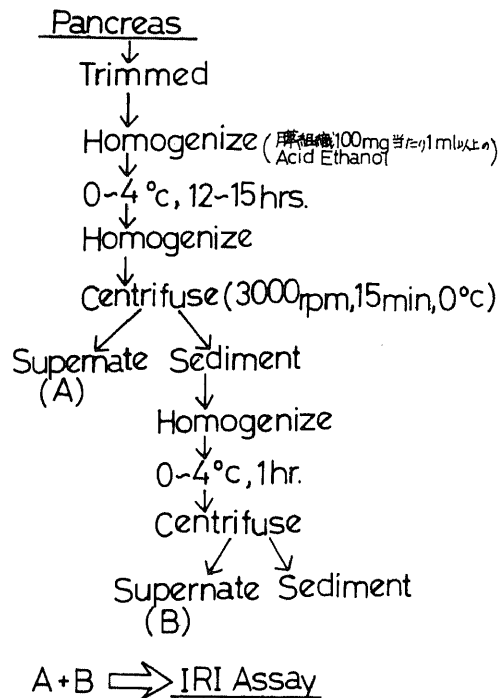 Pancreas
Trimmed
Homogenize (膵組織100mg当たり1ml以上の
Acid Ethanol)
0~4°C, 12~15hrs.
Homogenize
Centrifuse (3000rpm, 15min, 0°C)
Supernate Sediment
(A)
Homogenize
0~4°C, 1hr.
Centrifuse
Supernate Sediment
(B)
A+B ⇒ IRI Assay